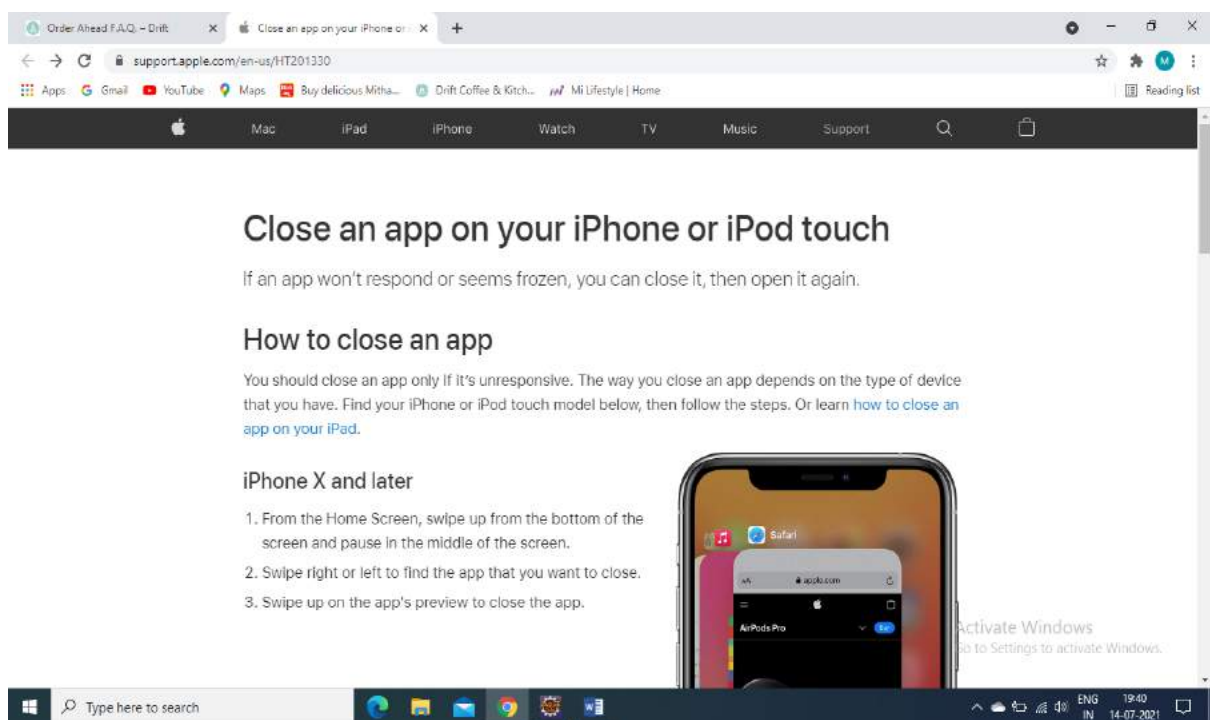 Order Ahead F.A.Q. – Drift
Close an app on your iPhone or
support.apple.com/en-us/HT201330
M
Apps
Gmail
YouTube
Maps
Buy delicious Mitha...
Drift Coffee & Kitch...
Mi Lifestyle | Home
Reading list
Mac iPad iPhone Watch TV Music Support
Close an app on your iPhone or iPod touch
If an app won't respond or seems frozen, you can close it, then open it again.
How to close an app
You should close an app only if it's unresponsive. The way you close an app depends on the type of device
that you have. Find your iPhone or iPod touch model below, then follow the steps. Or learn how to close an
app on your iPad.
iPhone X and later
1. From the Home Screen, swipe up from the bottom of the
screen and pause in the middle of the screen.
2. Swipe right or left to find the app that you want to close.
3. Swipe up on the app's preview to close the app.
Safari
AA apple.com
AirPods Pro
Activate Windows
Go to Settings to activate Windows.
Type here to search
ENG
IN
19:40
14-07-2021